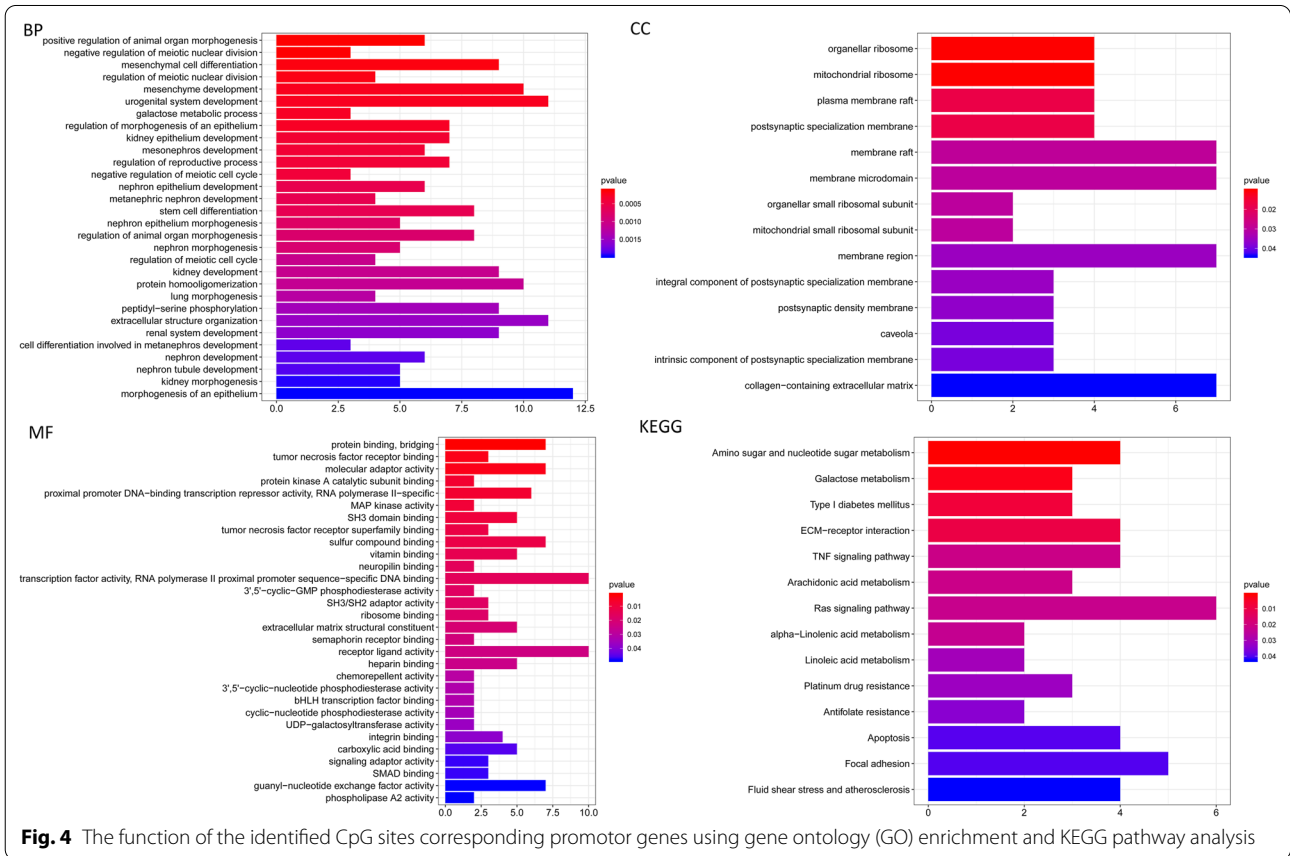 BP
positive regulation of animal organ morphogenesis
negative regulation of meiotic nuclear division
mesenchymal cell differentiation
regulation of meiotic nuclear division
mesenchyme development
urogenital system development
galactose metabolic process
regulation of morphogenesis of an epithelium
kidney epithelium development
mesonephros development
regulation of reproductive process
negative regulation of meiotic cell cycle
nephron epithelium development
metanephric nephron development
stem cell differentiation
nephron epithelium morphogenesis
regulation of animal organ morphogenesis
nephron morphogenesis
regulation of meiotic cell cycle
kidney development
protein homooligomerization
lung morphogenesis
peptidyl−serine phosphorylation
extracellular structure organization
renal system development
cell differentiation involved in metanephros development
nephron development
nephron tubule development
kidney morphogenesis
morphogenesis of an epithelium
0.0 2.5 5.0 7.5 10.0 12.5
pvalue
0.0005
0.0010
0.0015
CC
organellar ribosome
mitochondrial ribosome
plasma membrane raft
postsynaptic specialization membrane
membrane raft
membrane microdomain
organellar small ribosomal subunit
mitochondrial small ribosomal subunit
membrane region
integral component of postsynaptic specialization membrane
postsynaptic density membrane
caveola
intrinsic component of postsynaptic specialization membrane
collagen−containing extracellular matrix
0 2 4 6
pvalue
0.02
0.03
0.04
MF
protein binding, bridging
tumor necrosis factor receptor binding
molecular adaptor activity
protein kinase A catalytic subunit binding
proximal promoter DNA−binding transcription repressor activity, RNA polymerase II−specific
MAP kinase activity
SH3 domain binding
tumor necrosis factor receptor superfamily binding
sulfur compound binding
vitamin binding
neuropilin binding
transcription factor activity, RNA polymerase II proximal promoter sequence−specific DNA binding
3',5'−cyclic−GMP phosphodiesterase activity
SH3/SH2 adaptor activity
ribosome binding
extracellular matrix structural constituent
semaphorin receptor binding
receptor ligand activity
heparin binding
chemorepellent activity
3',5'−cyclic−nucleotide phosphodiesterase activity
bHLH transcription factor binding
cyclic−nucleotide phosphodiesterase activity
UDP−galactosyltransferase activity
integrin binding
carboxylic acid binding
signaling adaptor activity
SMAD binding
guanyl−nucleotide exchange factor activity
phospholipase A2 activity
0.0 2.5 5.0 7.5 10.0
pvalue
0.01
0.02
0.03
0.04
KEGG
Amino sugar and nucleotide sugar metabolism
Galactose metabolism
Type I diabetes mellitus
ECM−receptor interaction
TNF signaling pathway
Arachidonic acid metabolism
Ras signaling pathway
alpha−Linolenic acid metabolism
Linoleic acid metabolism
Platinum drug resistance
Antifolate resistance
Apoptosis
Focal adhesion
Fluid shear stress and atherosclerosis
0 2 4 6
pvalue
0.01
0.02
0.03
0.04
Fig. 4 The function of the identified CpG sites corresponding promotor genes using gene ontology (GO) enrichment and KEGG pathway analysis